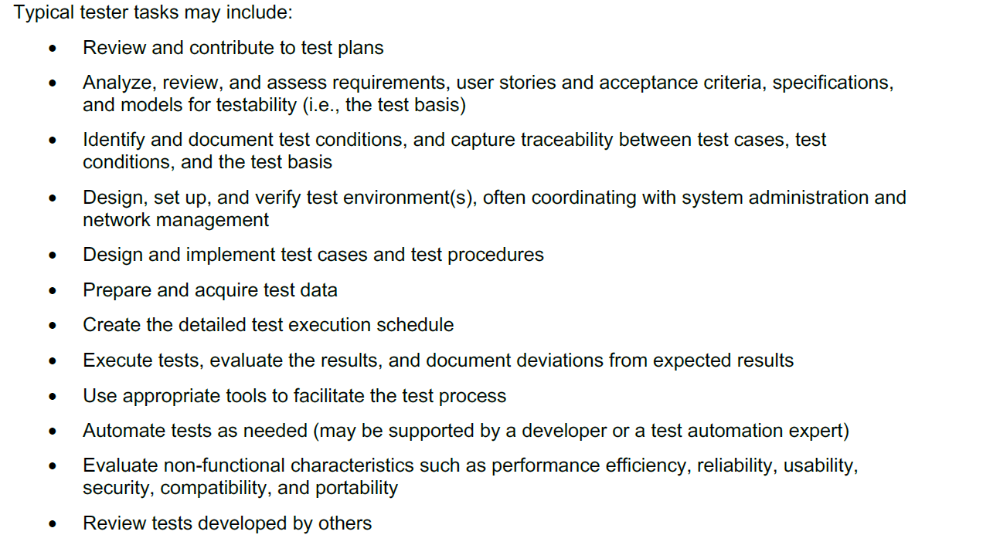 Typical tester tasks may include:
• Review and contribute to test plans
• Analyze, review, and assess requirements, user stories and acceptance criteria, specifications,
and models for testability (i.e., the test basis)
• Identify and document test conditions, and capture traceability between test cases, test
conditions, and the test basis
• Design, set up, and verify test environment(s), often coordinating with system administration and
network management
• Design and implement test cases and test procedures
• Prepare and acquire test data
• Create the detailed test execution schedule
• Execute tests, evaluate the results, and document deviations from expected results
• Use appropriate tools to facilitate the test process
• Automate tests as needed (may be supported by a developer or a test automation expert)
• Evaluate non-functional characteristics such as performance efficiency, reliability, usability,
security, compatibility, and portability
• Review tests developed by others